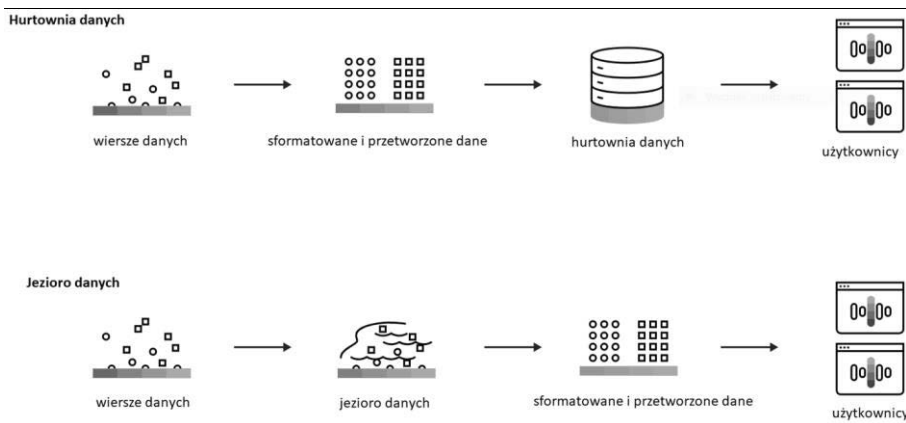 Hurtownia danych
wiersze danych
sformatowane i przetworzone dane
hurtownia danych
użytkownicy
Jezioro danych
wiersze danych
jezioro danych
sformatowane i przetworzone dane
użytkownicy